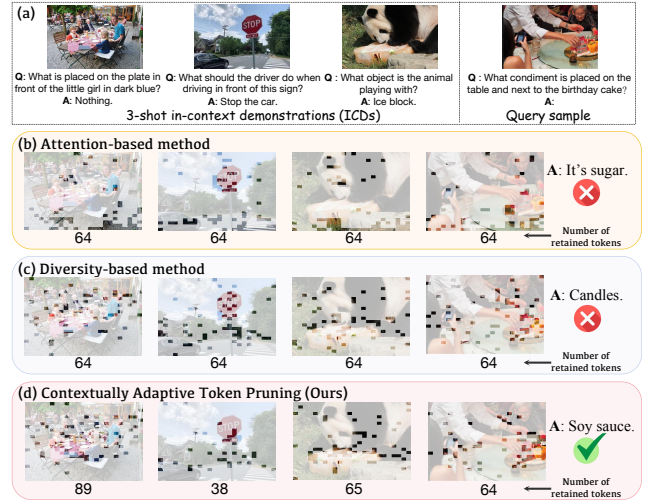 (a)
STOP
Q: What is placed on the plate in
front of the little girl in dark blue?
A: Nothing.
Q: What should the driver do when
driving in front of this sign?
A: Stop the car.
Q: What object is the animal
playing with?
A: Ice block.
Q: What condiment is placed on the
table and next to the birthday cake?
A:
3-shot in-context demonstrations (ICDs)
Query sample
(b) Attention-based method
A: It's sugar.
64
64
64
64
Number of
retained tokens
(c) Diversity-based method
A: Candles.
64
64
64
64
Number of
retained tokens
(d) Contextually Adaptive Token Pruning (Ours)
A: Soy sauce.
89
38
65
64
Number of
retained tokens